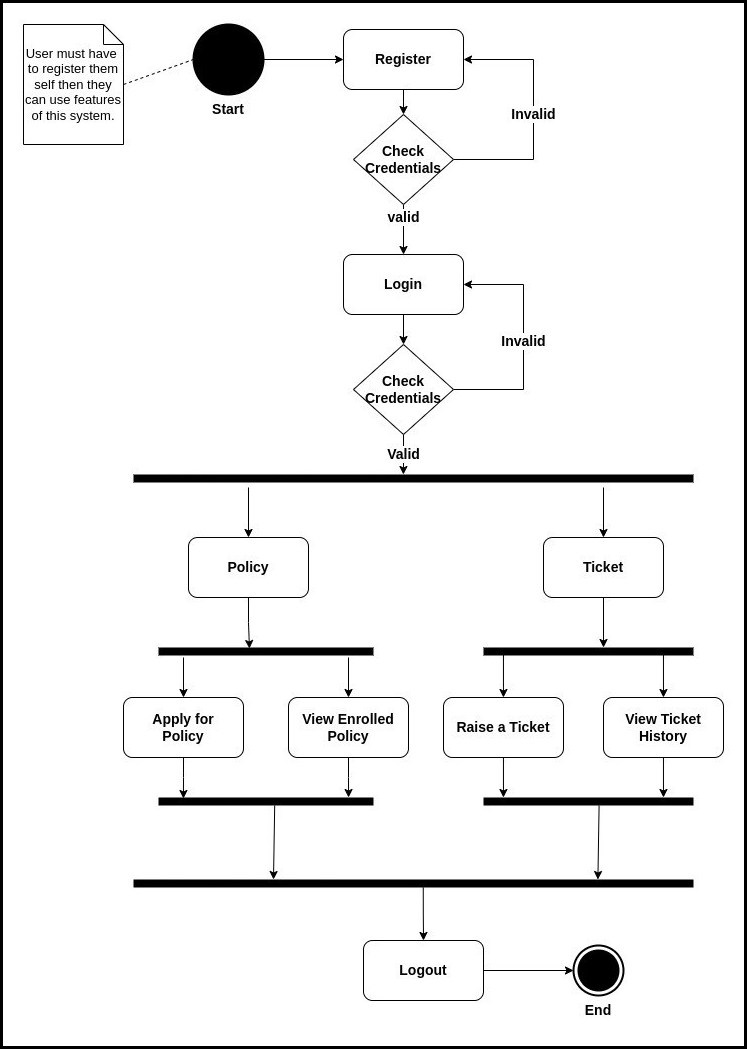 User must have
to register them
self then they
can use features
of this system.
Start
Register
Invalid
Check
Credentials
valid
Login
Invalid
Check
Credentials
Valid
Policy
Ticket
Apply for
Policy
View Enrolled
Policy
Raise a Ticket
View Ticket
History
Logout
End